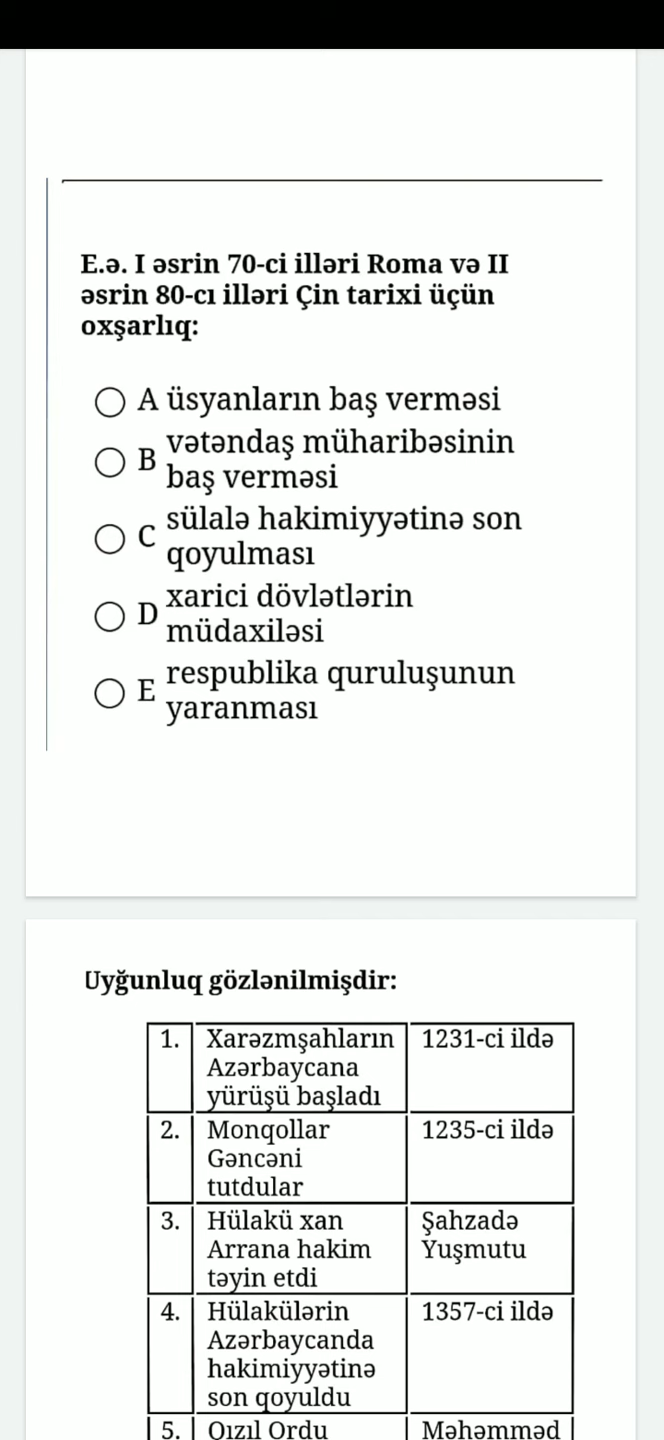 E.ə. I əsrin 70-ci illəri Roma və II
əsrin 80-cı illəri Çin tarixi üçün
oxşarlıq:
A üsyanların baş verməsi
B vətəndaş müharibəsinin
baş verməsi
C sülalə hakimiyyətinə son
qoyulması
D xarici dövlətlərin
müdaxiləsi
E respublika quruluşunun
yaranması
Uyğunluq gözlənilmişdir:
1. Xarəzmşahların 1231-ci ildə
Azərbaycana
yürüşü başladı
2. Monqollar 1235-ci ildə
Gəncəni
tutdular
3. Hülakü xan Şahzadə
Arrana hakim Yuşmutu
təyin etdi
4. Hülakülərin 1357-ci ildə
Azərbaycanda
hakimiyyətinə
son qoyuldu
5. Qızıl Ordu Məhəmməd